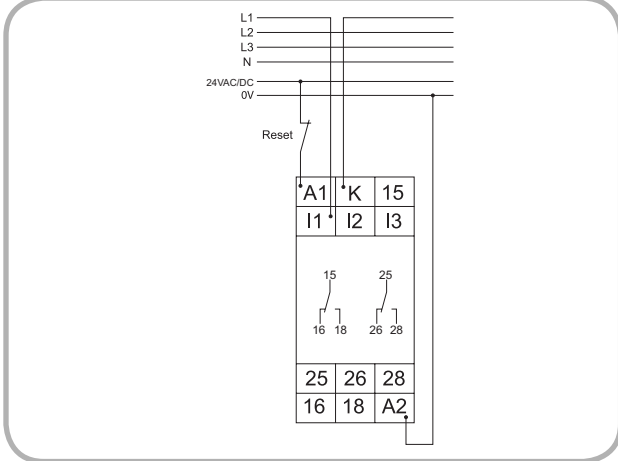 L1
L2
L3
N
24VAC/DC
0V
Reset
A1 K 15
I1 I2 I3
15 25
16 18 26 28
25 26 28
16 18 A2